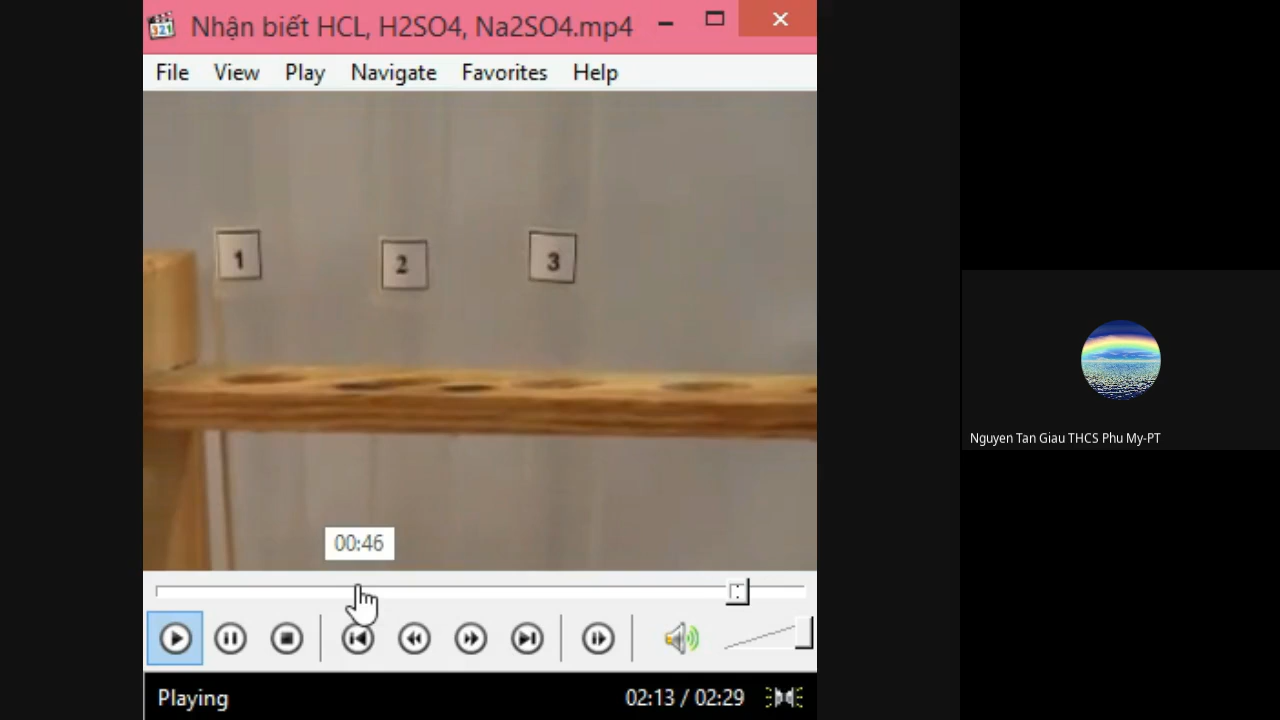 Nhận biết HCL, H2SO4, Na2SO4.mp4
File View Play Navigate Favorites Help
1 2 3
00:46
Playing 02:13 / 02:29
Nguyen Tan Giau THCS Phu My-PT